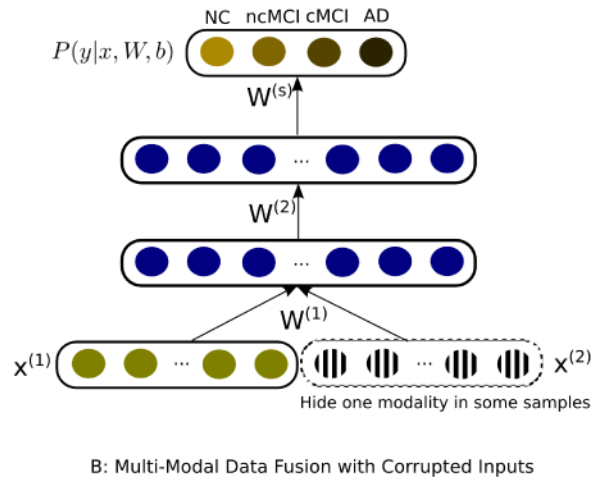 NC ncMCI cMCI AD
P(y|x, W, b)
W(s)
...
W(2)
...
W(1)
x(1) ... ... x(2)
Hide one modality in some samples
B: Multi-Modal Data Fusion with Corrupted Inputs